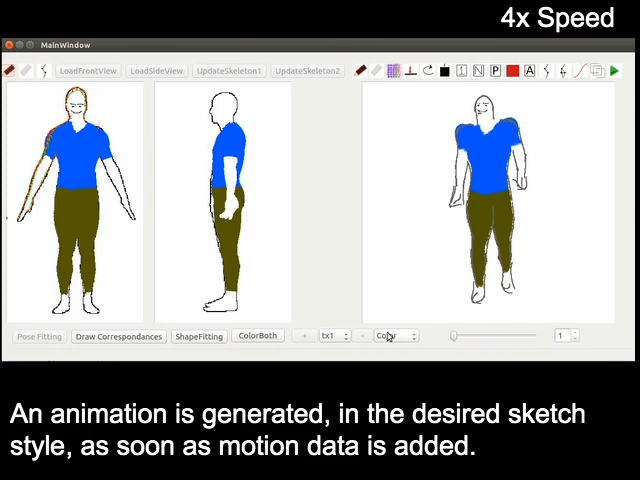 4x Speed
MainWindow
LoadFrontView LoadSideView UpdateSkeleton1 UpdateSkeleton2
N P A
Pose Fitting Draw Correspondances ShapeFitting ColorBoth + tx1 - Color 1
An animation is generated, in the desired sketch
style, as soon as motion data is added.